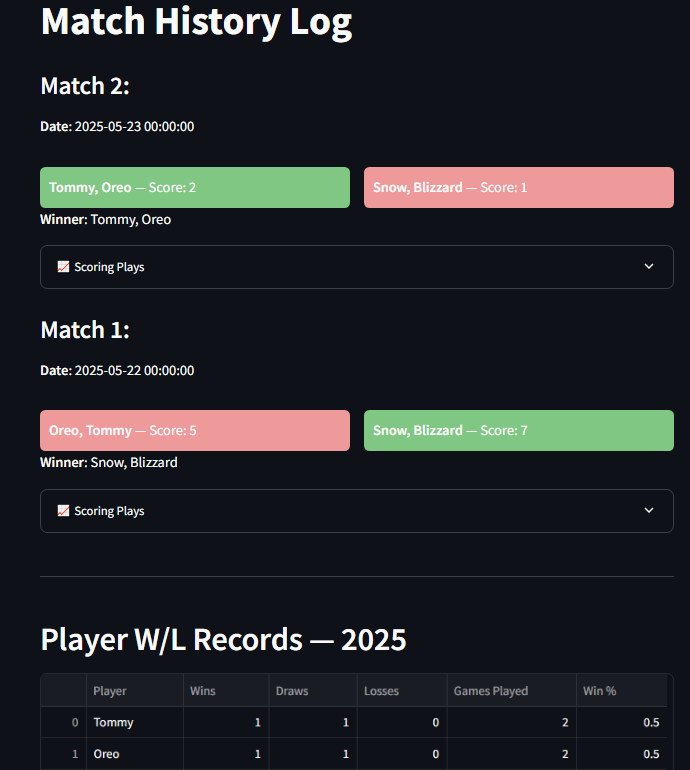 Match History Log
Match 2:
Date: 2025-05-23 00:00:00
Tommy, Oreo — Score: 2
Snow, Blizzard — Score: 1
Winner: Tommy, Oreo
📈 Scoring Plays
Match 1:
Date: 2025-05-22 00:00:00
Oreo, Tommy — Score: 5
Snow, Blizzard — Score: 7
Winner: Snow, Blizzard
📈 Scoring Plays
Player W/L Records — 2025
Player Wins Draws Losses Games Played Win %
0 Tommy 1 1 0 2 0.5
1 Oreo 1 1 0 2 0.5